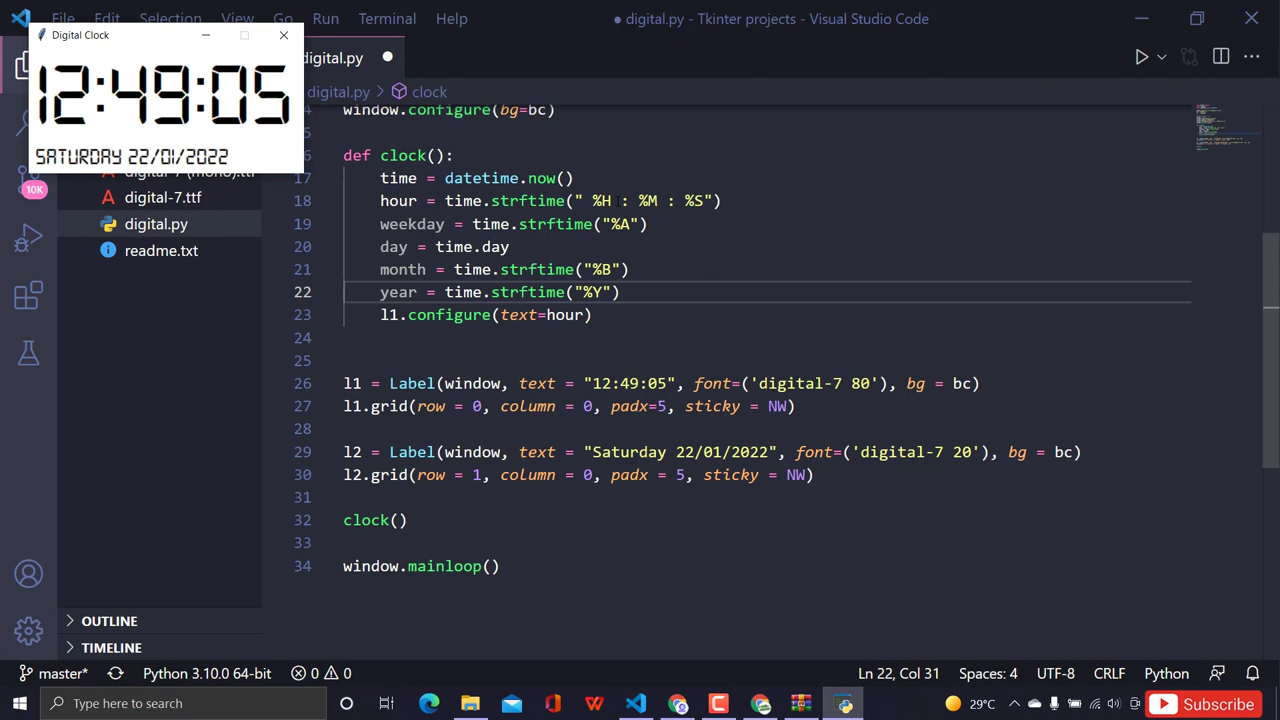 File Edit Selection View Go Run Terminal Help
● digital.py - Tkinter Projects - Visual Studio Code
Digital Clock
12:49:05
SATURDAY 22/01/2022
digital.py
digital.py > clock
10K
digital-7 (mono).ttf
digital-7.ttf
digital.py
readme.txt
OUTLINE
TIMELINE
window.configure(bg=bc)
def clock():
17 time = datetime.now()
18 hour = time.strftime(" %H : %M : %S")
19 weekday = time.strftime("%A")
20 day = time.day
21 month = time.strftime("%B")
22 year = time.strftime("%Y")
23 l1.configure(text=hour)
24
25
26 l1 = Label(window, text = "12:49:05", font=('digital-7 80'), bg = bc)
27 l1.grid(row = 0, column = 0, padx=5, sticky = NW)
28
29 l2 = Label(window, text = "Saturday 22/01/2022", font=('digital-7 20'), bg = bc)
30 l2.grid(row = 1, column = 0, padx = 5, sticky = NW)
31
32 clock()
33
34 window.mainloop()
master* Python 3.10.0 64-bit 0 0 Ln 22, Col 31 Spaces: 4 UTF-8 CRLF Python
Type here to search
29°C
ENG
Subscribe